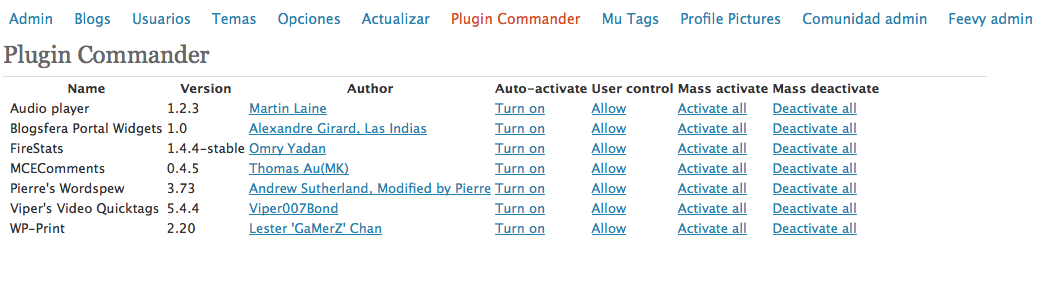 Admin Blogs Usuarios Temas Opciones Actualizar Plugin Commander Mu Tags Profile Pictures Comunidad admin Feevy admin
Plugin Commander
Name Version Author Auto-activate User control Mass activate Mass deactivate
Audio player 1.2.3 Martin Laine Turn on Allow Activate all Deactivate all
Blogsfera Portal Widgets 1.0 Alexandre Girard, Las Indias Turn on Allow Activate all Deactivate all
FireStats 1.4.4-stable Omry Yadan Turn on Allow Activate all Deactivate all
MCEComments 0.4.5 Thomas Au(MK) Turn on Allow Activate all Deactivate all
Pierre's Wordspew 3.73 Andrew Sutherland, Modified by Pierre Turn on Allow Activate all Deactivate all
Viper's Video Quicktags 5.4.4 Viper007Bond Turn on Allow Activate all Deactivate all
WP-Print 2.20 Lester 'GaMerZ' Chan Turn on Allow Activate all Deactivate all